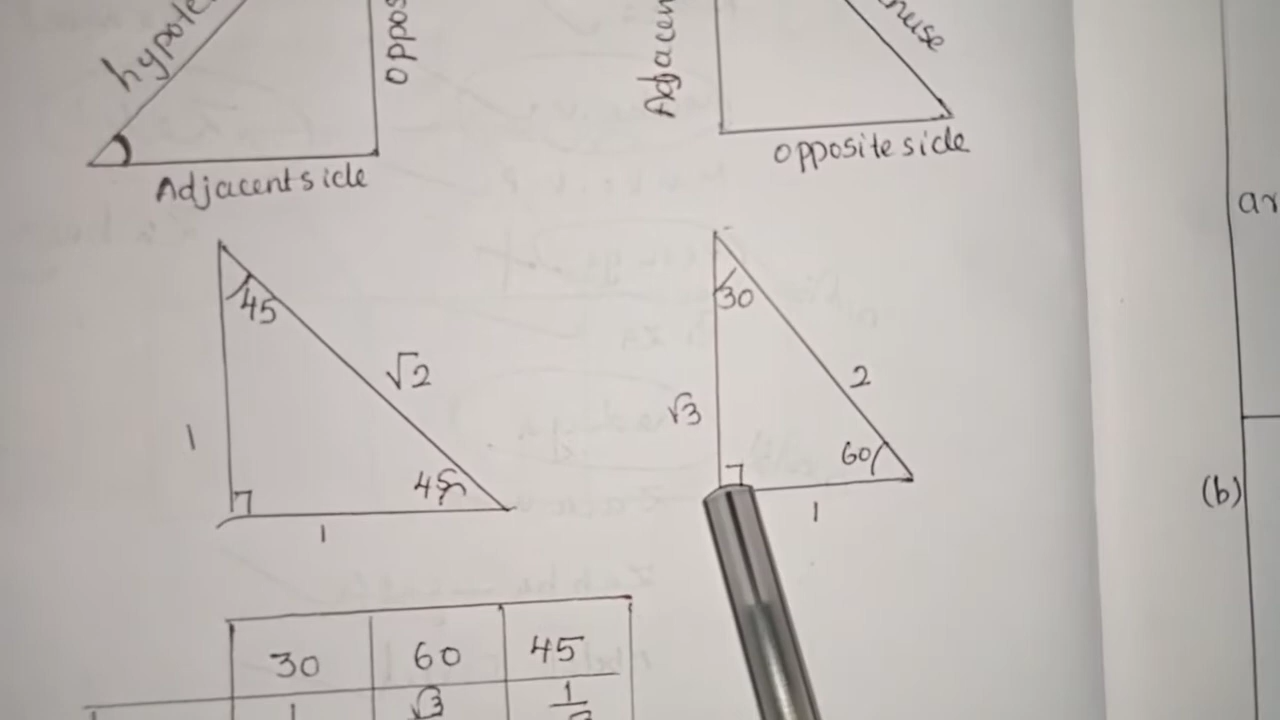 hypote
oppos
Adjacent sicle
Adjacen
nuse
opposite side
45
1
√2
45
1
30
√3
2
60
1
ar
(b)
30 60 45
1 √3 1